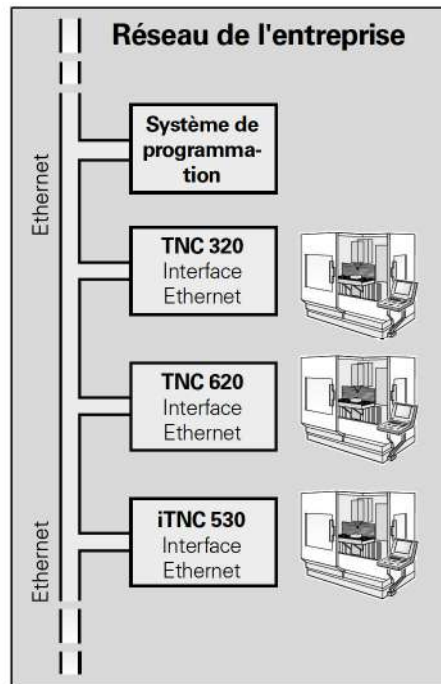 Réseau de l'entreprise
Ethernet
Système de
programma-
tion
TNC 320
Interface
Ethernet
TNC 620
Interface
Ethernet
Ethernet
iTNC 530
Interface
Ethernet